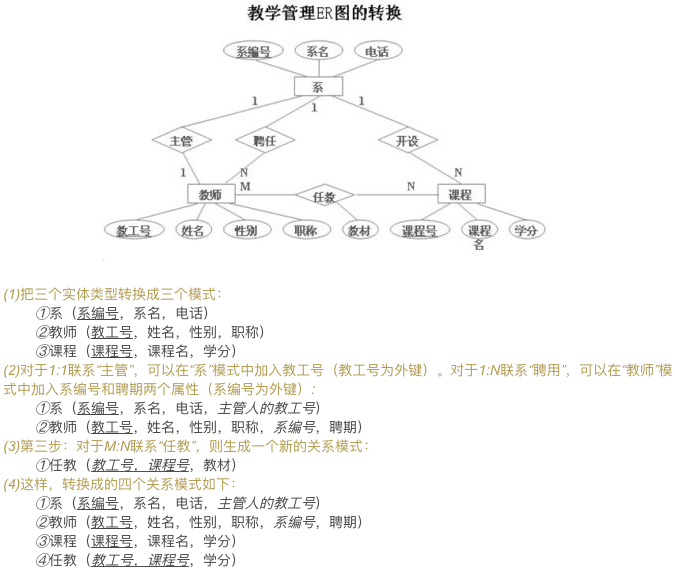 教学管理ER图的转换
系编号 系名 电话
系
1 1 1
主管 聘任 开设
1 N N
M N
教师 任教 课程
教工号 姓名 性别 职称 教材 课程号 课程名 学分
(1)把三个实体类型转换成三个模式：
①系（系编号，系名，电话）
②教师（教工号，姓名，性别，职称）
③课程（课程号，课程名，学分）
(2)对于1:1联系“主管”，可以在“系”模式中加入教工号（教工号为外键）。对于1:N联系“聘用”，可以在“教师”模
式中加入系编号和聘期两个属性（系编号为外键）:
①系（系编号，系名，电话，主管人的教工号）
②教师（教工号，姓名，性别，职称，系编号，聘期）
(3)第三步：对于M:N联系“任教”，则生成一个新的关系模式：
①任教（教工号，课程号，教材）
(4)这样，转换成的四个关系模式如下：
①系（系编号，系名，电话，主管人的教工号）
②教师（教工号，姓名，性别，职称，系编号，聘期）
③课程（课程号，课程名，学分）
④任教（教工号，课程号，学分）